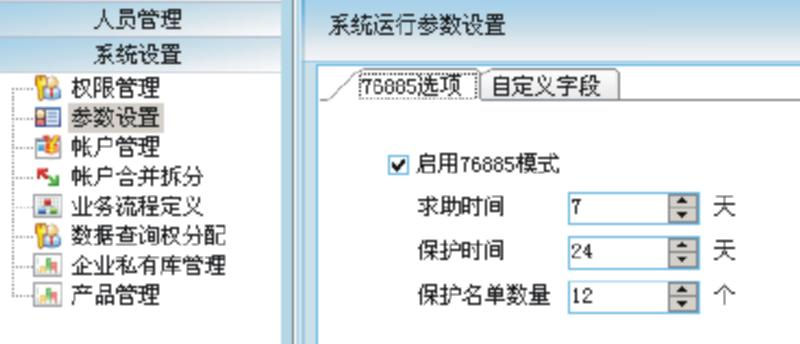 人员管理
系统设置
权限管理
参数设置
帐户管理
帐户合并拆分
业务流程定义
数据查询权分配
企业私有库管理
产品管理
系统运行参数设置
76885选项 自定义字段
启用76885模式
求助时间 7 天
保护时间 24 天
保护名单数量 12 个